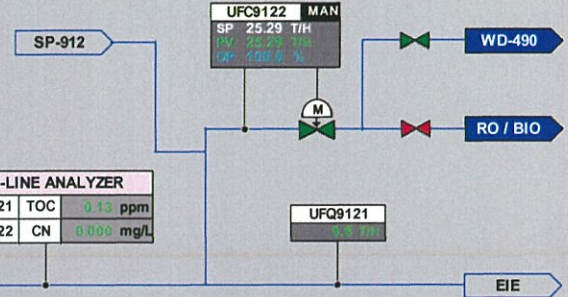 UFC9122 MAN
SP 25.29 T/H
PV 25.29 T/H
OP 100.0 %
SP-912
WD-490
M
RO / BIO
-LINE ANALYZER
21 TOC 0.13 ppm
22 CN 0.000 mg/L
UFQ9121
T/H
EIE